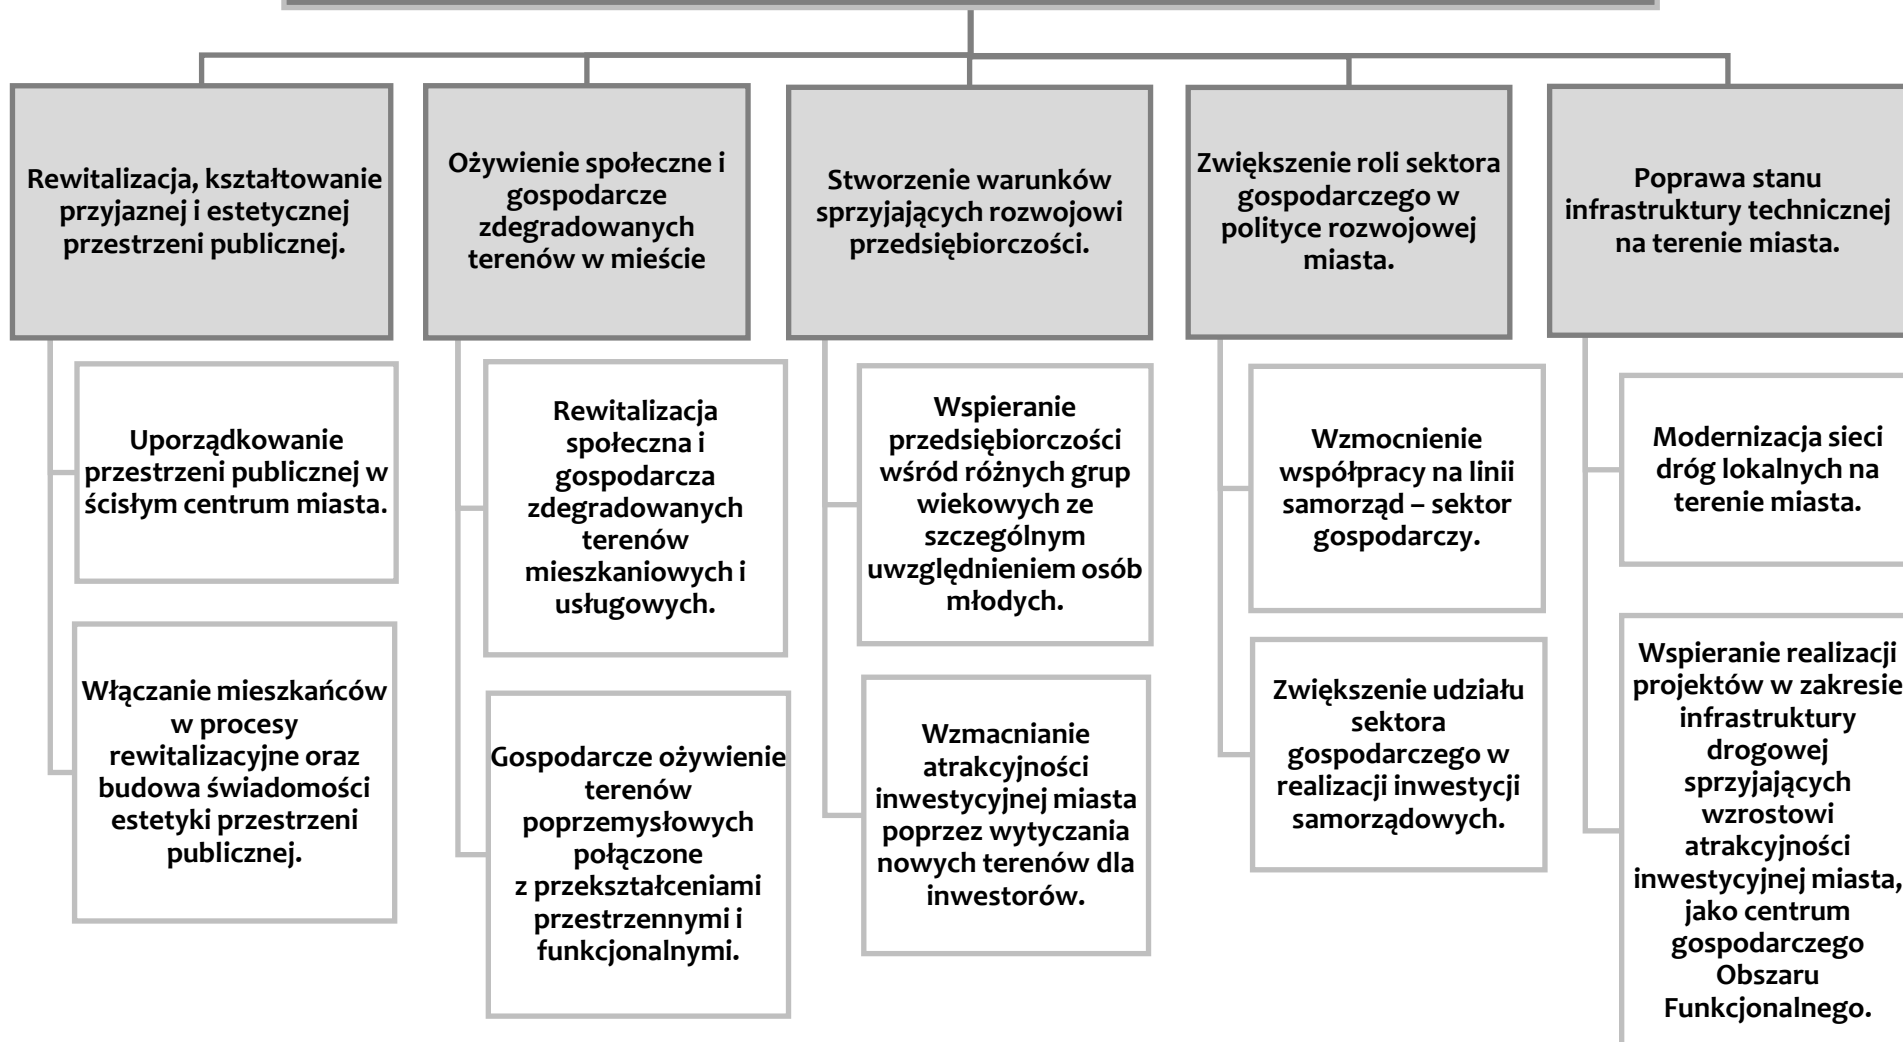 Rewitalizacja, kształtowanie
przyjaznej i estetycznej
przestrzeni publicznej.
Uporządkowanie
przestrzeni publicznej w
ścisłym centrum miasta.
Włączanie mieszkańców
w procesy
rewitalizacyjne oraz
budowa świadomości
estetyki przestrzeni
publicznej.
Ożywienie społeczne i
gospodarcze
zdegradowanych
terenów w mieście
Rewitalizacja
społeczna i
gospodarcza
zdegradowanych
terenów
mieszkaniowych i
usługowych.
Gospodarcze ożywienie
terenów
poprzemysłowych
połączone
z przekształceniami
przestrzennymi i
funkcjonalnymi.
Stworzenie warunków
sprzyjających rozwojowi
przedsiębiorczości.
Wspieranie
przedsiębiorczości
wśród różnych grup
wiekowych ze
szczególnym
uwzględnieniem osób
młodych.
Wzmacnianie
atrakcyjności
inwestycyjnej miasta
poprzez wytyczania
nowych terenów dla
inwestorów.
Zwiększenie roli sektora
gospodarczego w
polityce rozwojowej
miasta.
Wzmocnienie
współpracy na linii
samorząd – sektor
gospodarczy.
Zwiększenie udziału
sektora
gospodarczego w
realizacji inwestycji
samorządowych.
Poprawa stanu
infrastruktury technicznej
na terenie miasta.
Modernizacja sieci
dróg lokalnych na
terenie miasta.
Wspieranie realizacji
projektów w zakresie
infrastruktury
drogowej
sprzyjających
wzrostowi
atrakcyjności
inwestycyjnej miasta,
jako centrum
gospodarczego
Obszaru
Funkcjonalnego.